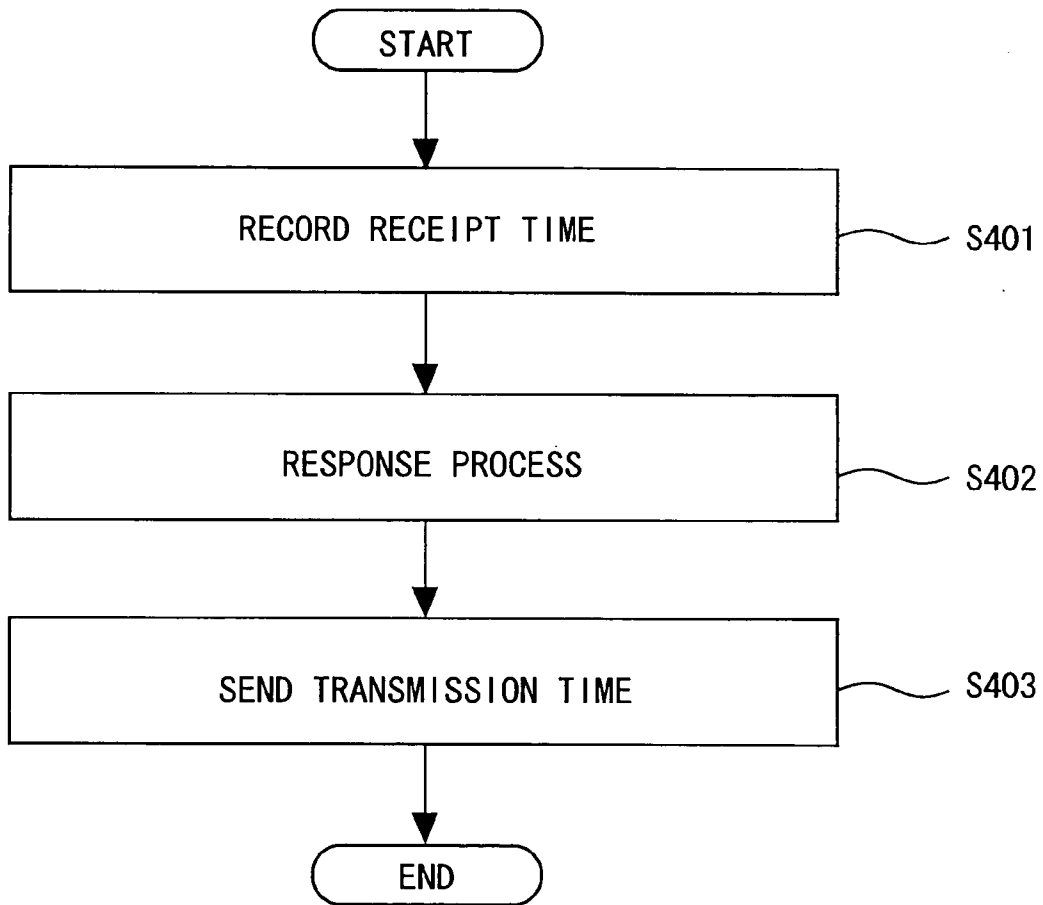 START
RECORD RECEIPT TIME
S401
RESPONSE PROCESS
S402
SEND TRANSMISSION TIME
S403
END